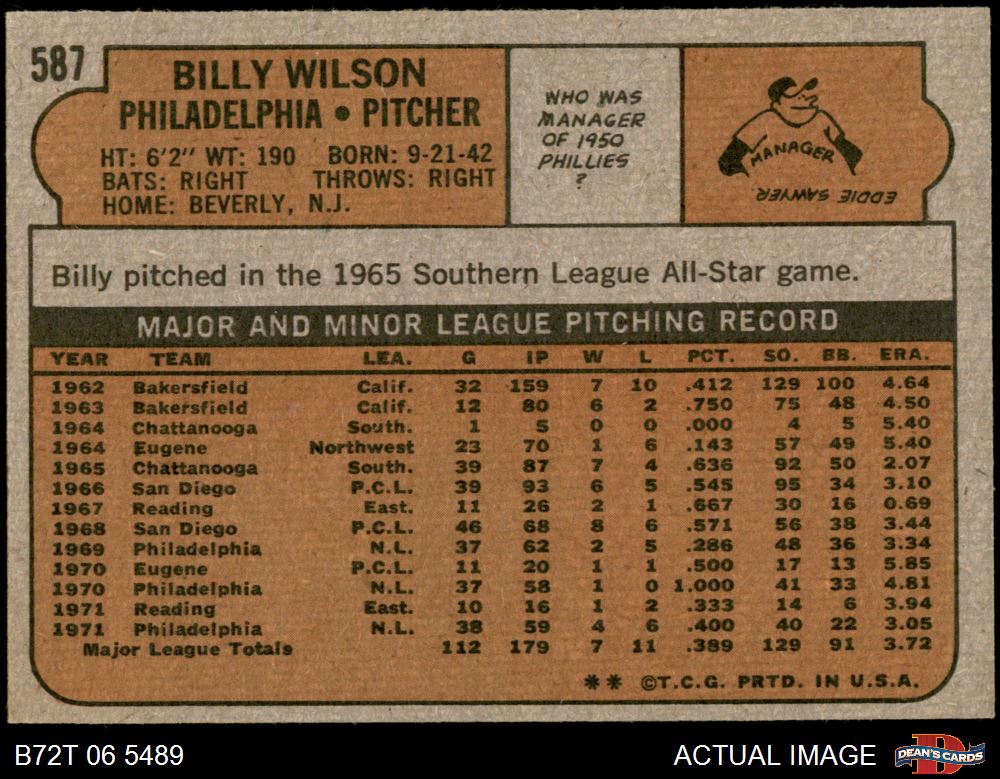 587
BILLY WILSON
PHILADELPHIA • PITCHER
HT: 6'2" WT: 190 BORN: 9-21-42
BATS: RIGHT THROWS: RIGHT
HOME: BEVERLY, N.J.
WHO WAS
MANAGER
OF 1950
PHILLIES
?
MANAGER
EDDIE SAWYER
Billy pitched in the 1965 Southern League All-Star game.
MAJOR AND MINOR LEAGUE PITCHING RECORD
YEAR TEAM LEA. G IP W L PCT. SO. BB. ERA.
1962 Bakersfield Calif. 32 159 7 10 .412 129 100 4.64
1963 Bakersfield Calif. 12 80 6 2 .750 75 48 4.50
1964 Chattanooga South. 1 5 0 0 .000 4 5 5.40
1964 Eugene Northwest 23 70 1 6 .143 57 49 5.40
1965 Chattanooga South. 39 87 7 4 .636 92 50 2.07
1966 San Diego P.C.L. 39 93 6 5 .545 95 34 3.10
1967 Reading East. 11 26 2 1 .667 30 16 0.69
1968 San Diego P.C.L. 46 68 8 6 .571 56 38 3.44
1969 Philadelphia N.L. 37 62 2 5 .286 48 36 3.34
1970 Eugene P.C.L. 11 20 1 1 .500 17 13 5.85
1970 Philadelphia N.L. 37 58 1 0 1.000 41 33 4.81
1971 Reading East. 10 16 1 2 .333 14 6 3.94
1971 Philadelphia N.L. 38 59 4 6 .400 40 22 3.05
Major League Totals 112 179 7 11 .389 129 91 3.72
** ©T.C.G. PRTD. IN U.S.A.
B72T 06 5489 ACTUAL IMAGE
D
DEAN'S CARDS